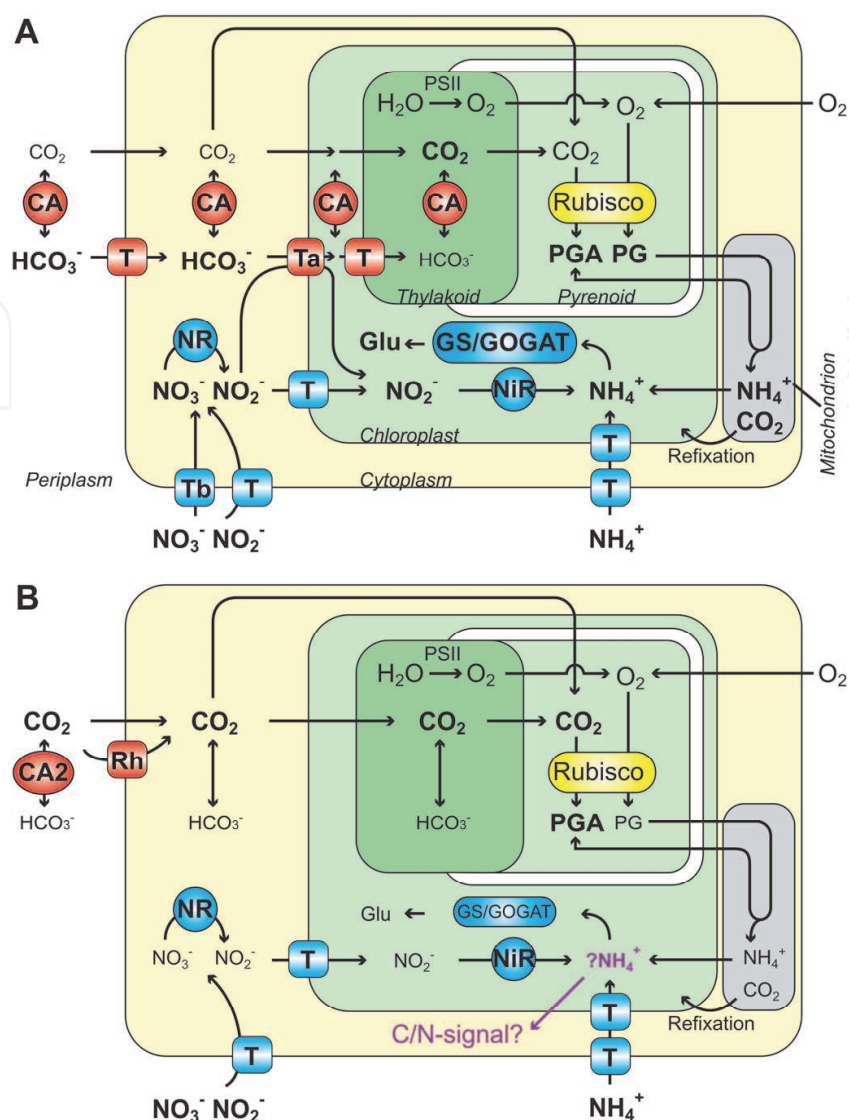 A
PSII
H₂O O₂ O₂ O₂
CO₂ CO₂ CO₂ CO₂
CA CA CA CA Rubisco
HCO₃⁻ T HCO₃⁻ Ta T HCO₃⁻ PGA PG
Thylakoid Pyrenoid
NR Glu GS/GOGAT
NO₃⁻ NO₂⁻ T NO₂⁻ NiR NH₄⁺ NH₄⁺
CO₂
Mitochondrion
Chloroplast T Refixation
Periplasm Tb T Cytoplasm T
NO₃⁻ NO₂⁻ NH₄⁺
B
PSII
H₂O O₂ O₂ O₂
CO₂ CO₂ CO₂ CO₂
CA2 Rh Rubisco
HCO₃⁻ HCO₃⁻ HCO₃⁻ PGA PG
NR Glu GS/GOGAT
NO₃⁻ NO₂⁻ T NO₂⁻ NiR ?NH₄⁺ NH₄⁺
CO₂
T Refixation
C/N-signal?
T T
NO₃⁻ NO₂⁻ NH₄⁺